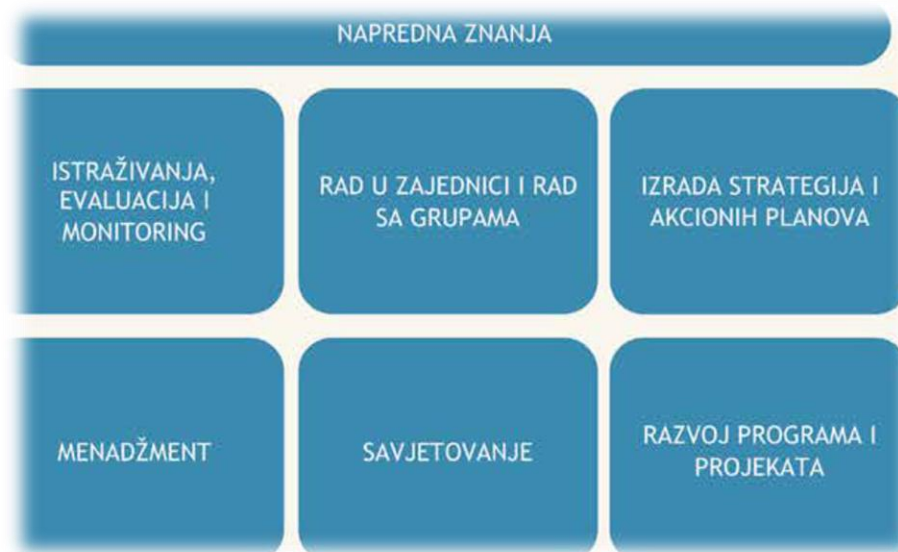 NAPREDNA ZNANJA
ISTRAŽIVANJA,
EVALUACIJA I
MONITORING
RAD U ZAJEDNICI I RAD
SA GRUPAMA
IZRADA STRATEGIJA I
AKCIONIH PLANOVA
MENADŽMENT
SAVJETOVANJE
RAZVOJ PROGRAMA I
PROJEKATA